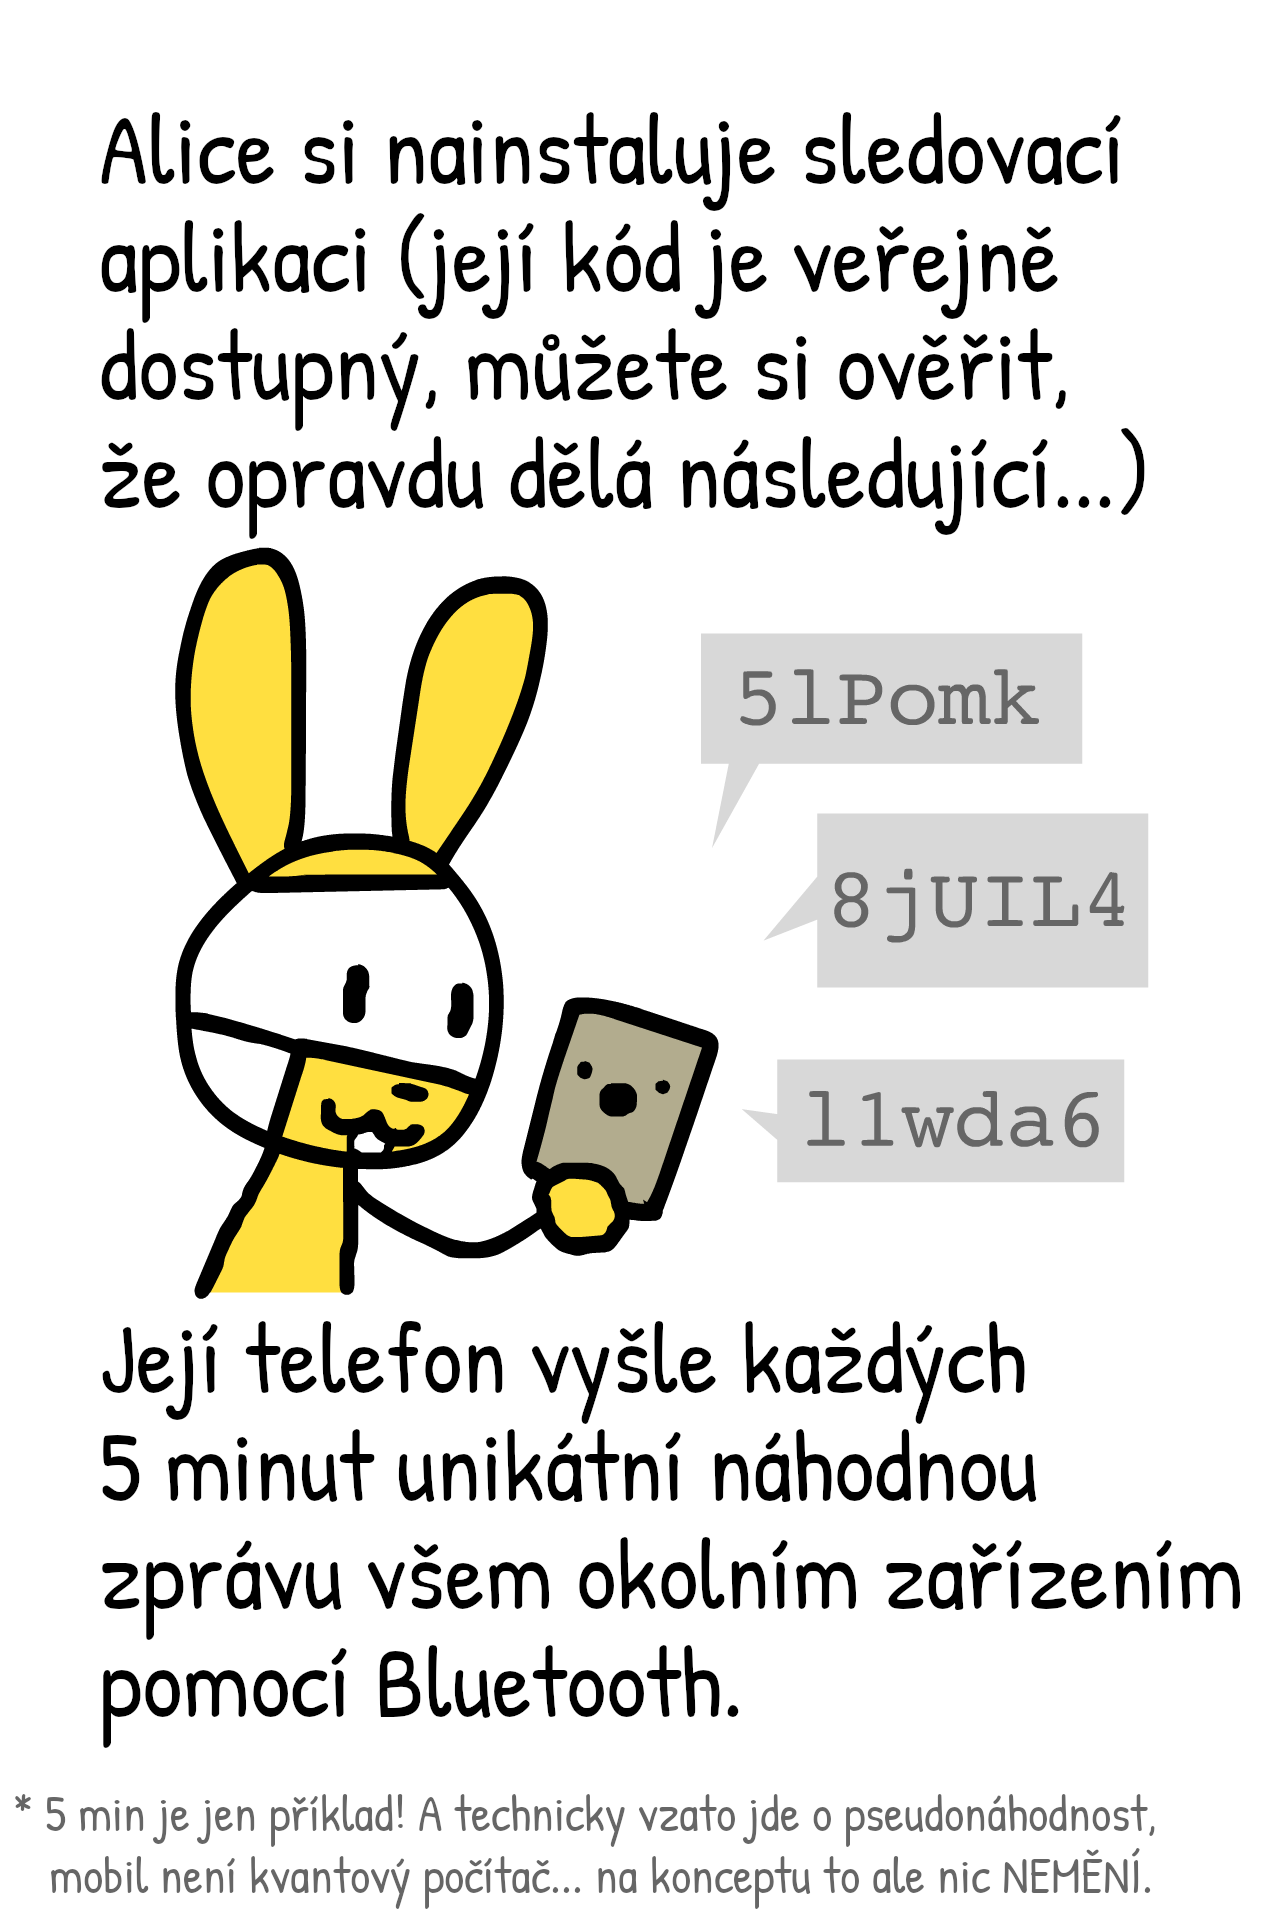 Alice si nainstaluje sledovací
aplikaci (její kód je veřejně
dostupný, můžete si ověřit,
že opravdu dělá následující...)
5lPomk
8jUIL4
l1wda6
Její telefon vyšle každých
5 minut unikátní náhodnou
zprávu všem okolním zařízením
pomocí Bluetooth.
* 5 min je jen příklad! A technicky vzato jde o pseudonáhodnost,
mobil není kvantový počítač... na konceptu to ale nic NEMĚNÍ.